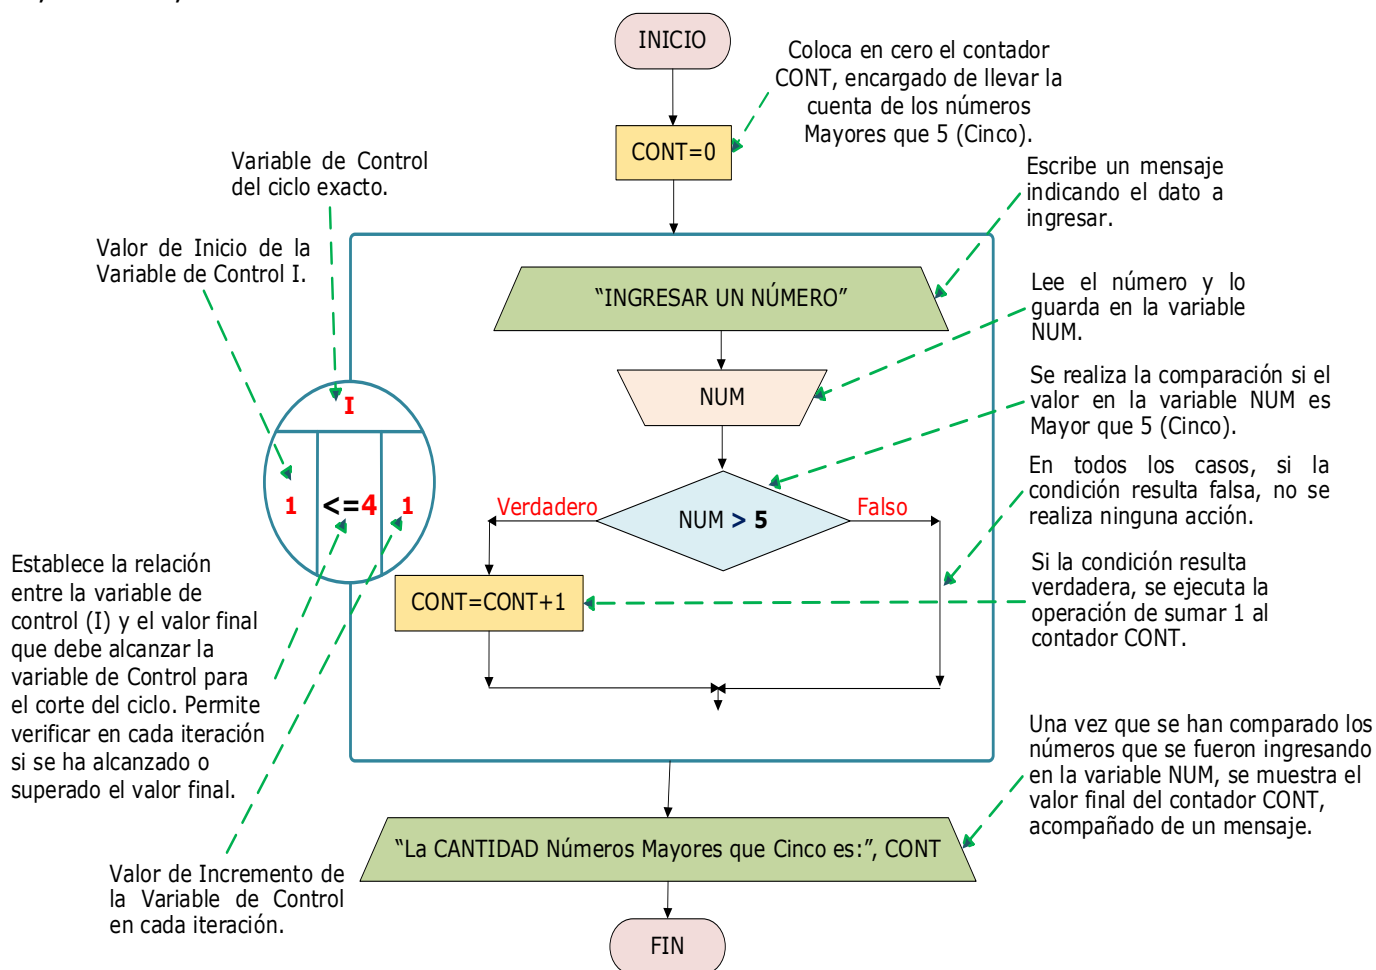 INICIO
Coloca en cero el contador
CONT, encargado de llevar la
cuenta de los números
Mayores que 5 (Cinco).
CONT=0
Variable de Control
del ciclo exacto.
Escribe un mensaje
indicando el dato a
ingresar.
Valor de Inicio de la
Variable de Control I.
"INGRESAR UN NÚMERO"
Lee el número y lo
guarda en la variable
NUM.
NUM
Se realiza la comparación si el
valor en la variable NUM es
Mayor que 5 (Cinco).
I
1 <=4 1
Verdadero
NUM > 5
Falso
En todos los casos, si la
condición resulta falsa, no se
realiza ninguna acción.
Establece la relación
entre la variable de
control (I) y el valor final
que debe alcanzar la
variable de Control para
el corte del ciclo. Permite
verificar en cada iteración
si se ha alcanzado o
superado el valor final.
CONT=CONT+1
Si la condición resulta
verdadera, se ejecuta la
operación de sumar 1 al
contador CONT.
Una vez que se han comparado los
números que se fueron ingresando
en la variable NUM, se muestra el
valor final del contador CONT,
acompañado de un mensaje.
"La CANTIDAD Números Mayores que Cinco es:", CONT
Valor de Incremento de
la Variable de Control
en cada iteración.
FIN